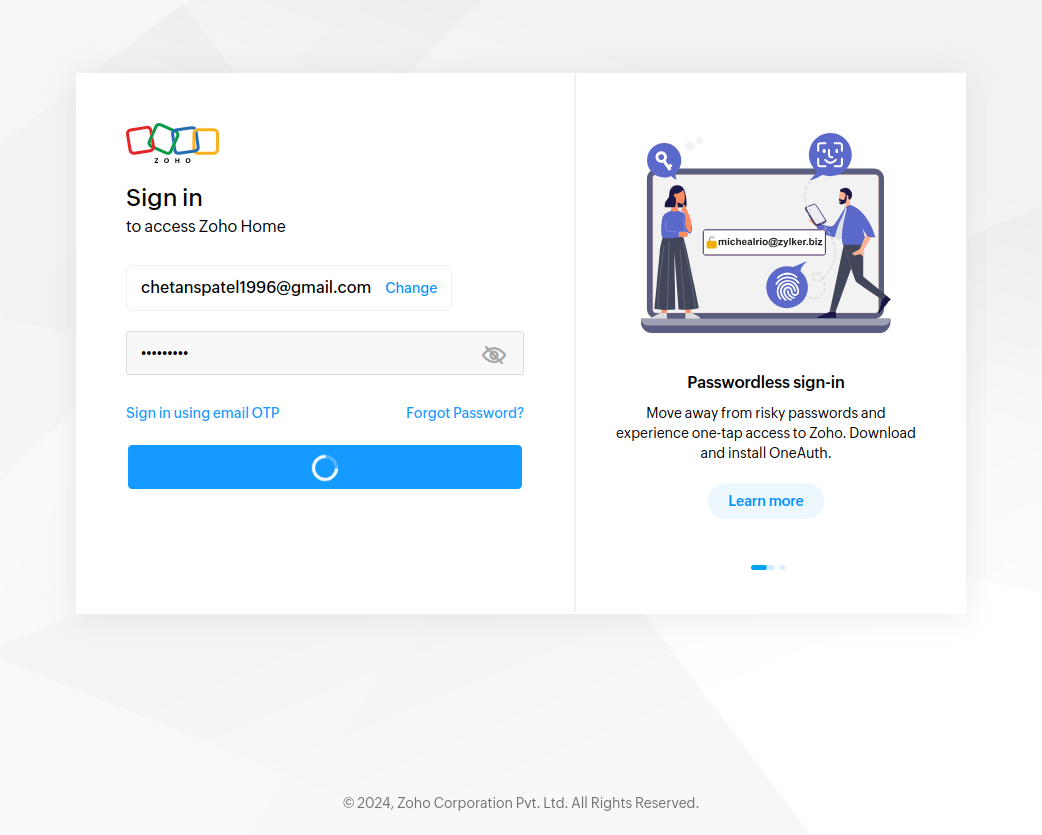 ZOHO
Sign in
to access Zoho Home
chetanspatel1996@gmail.com Change
•••••••••
Sign in using email OTP Forgot Password?
michealrio@zylker.biz
Passwordless sign-in
Move away from risky passwords and
experience one-tap access to Zoho. Download
and install OneAuth.
Learn more
© 2024, Zoho Corporation Pvt. Ltd. All Rights Reserved.